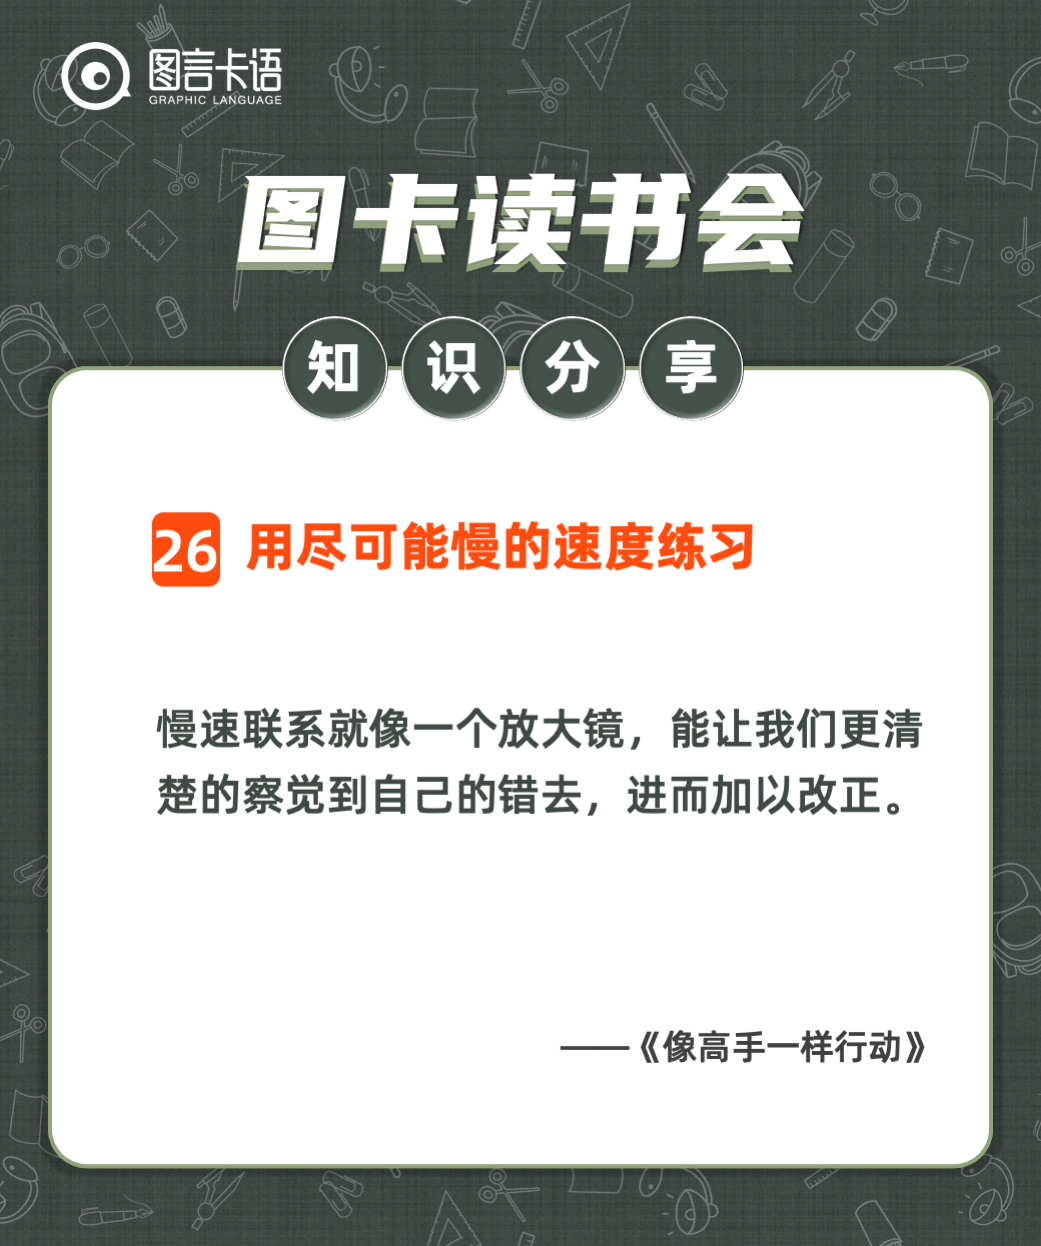 图言卡语
GRAPHIC LANGUAGE
图卡读书会
知识分享
26 用尽可能慢的速度练习
慢速联系就像一个放大镜，能让我们更清
楚的察觉到自己的错去，进而加以改正。
——《像高手一样行动》